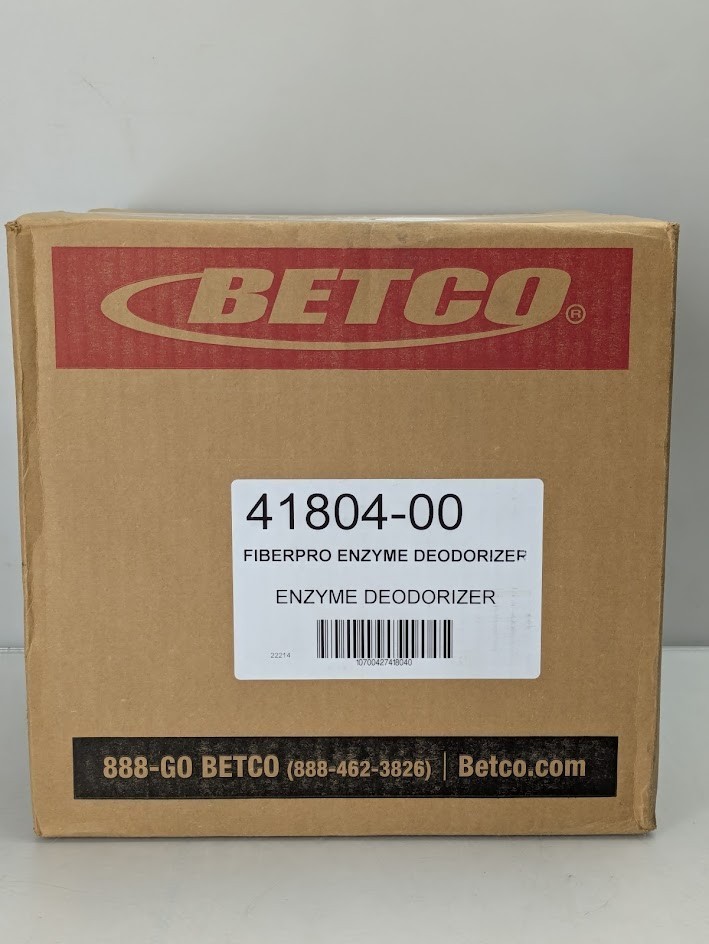 BETCO®
41804-00
FIBERPRO ENZYME DEODORIZER
ENZYME DEODORIZER
22214
10700427418040
888-GO BETCO (888-462-3826) | Betco.com